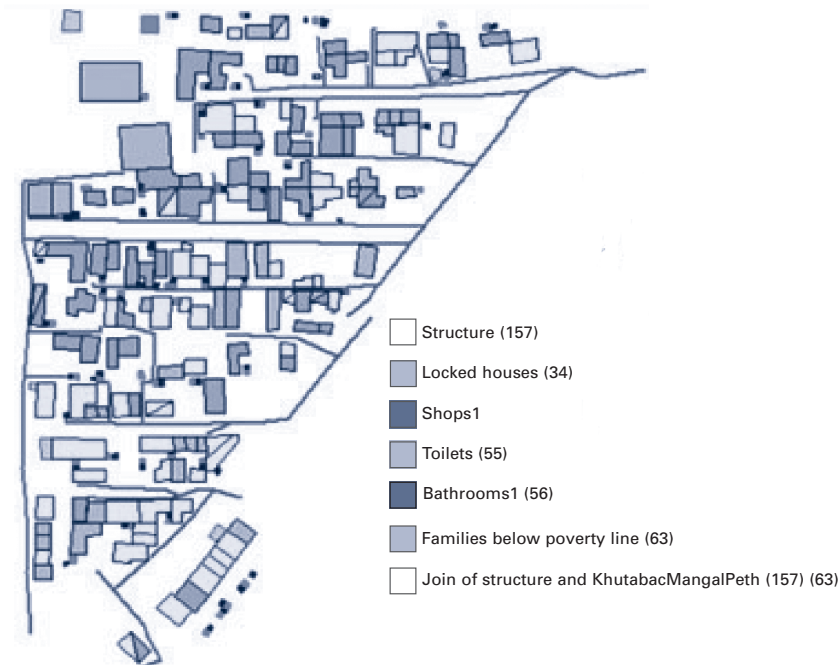 Structure (157)
Locked houses (34)
Shops1
Toilets (55)
Bathrooms1 (56)
Families below poverty line (63)
Join of structure and KhutabacMangalPeth (157) (63)